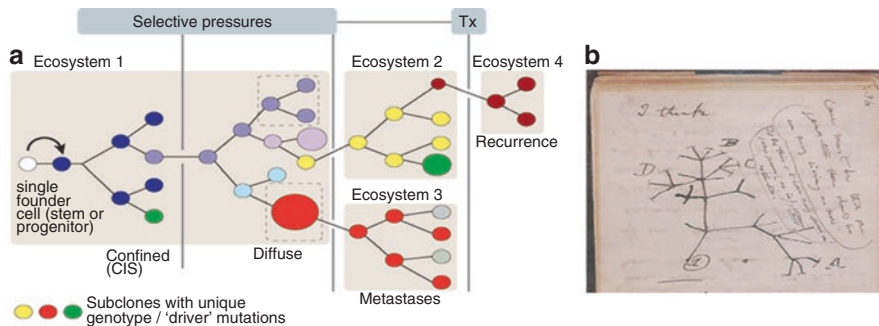 Selective pressures
Tx
a
Ecosystem 1
Ecosystem 2
Ecosystem 4
Recurrence
single
founder
cell (stem or
progenitor)
Ecosystem 3
Confined
(CIS)
Diffuse
Metastases
Subclones with unique
genotype / ‘driver’ mutations
b
I think
B
D
C
A
1